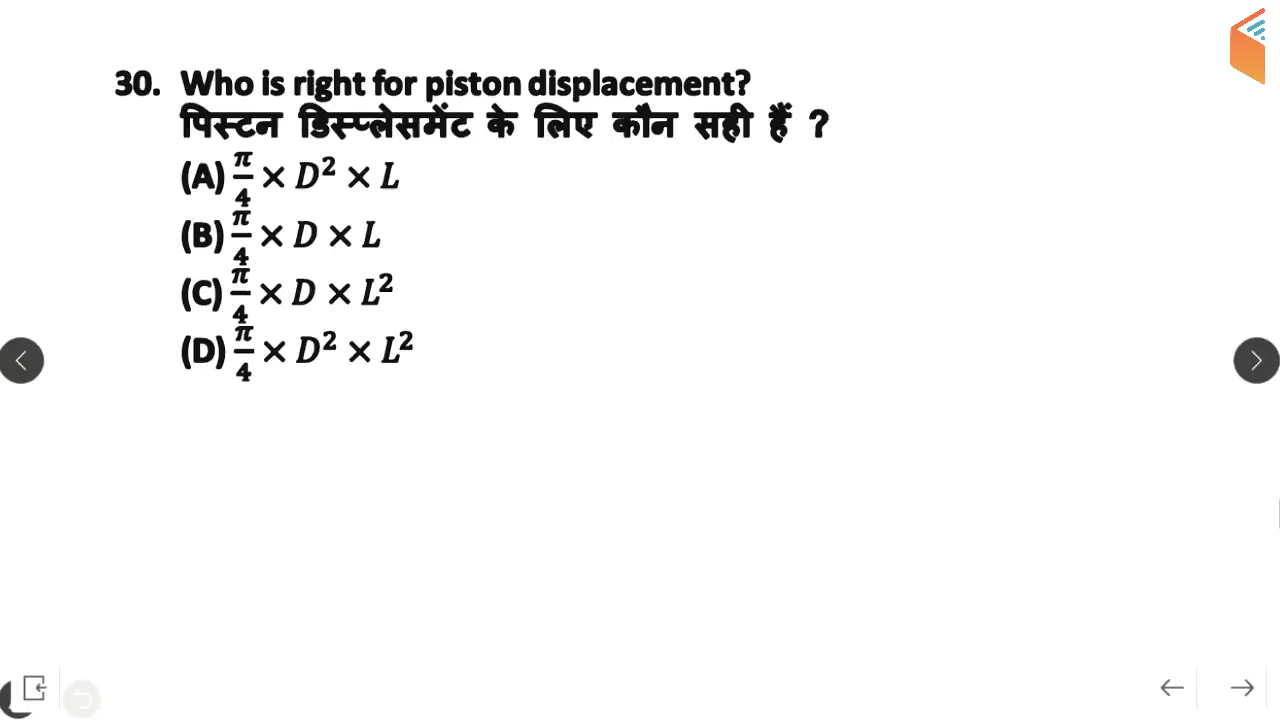 30. Who is right for piston displacement?
पिस्टन डिस्प्लेसमेंट के लिए कौन सही हैं ?
(A) π/4 × D² × L
(B) π/4 × D × L
(C) π/4 × D × L²
(D) π/4 × D² × L²